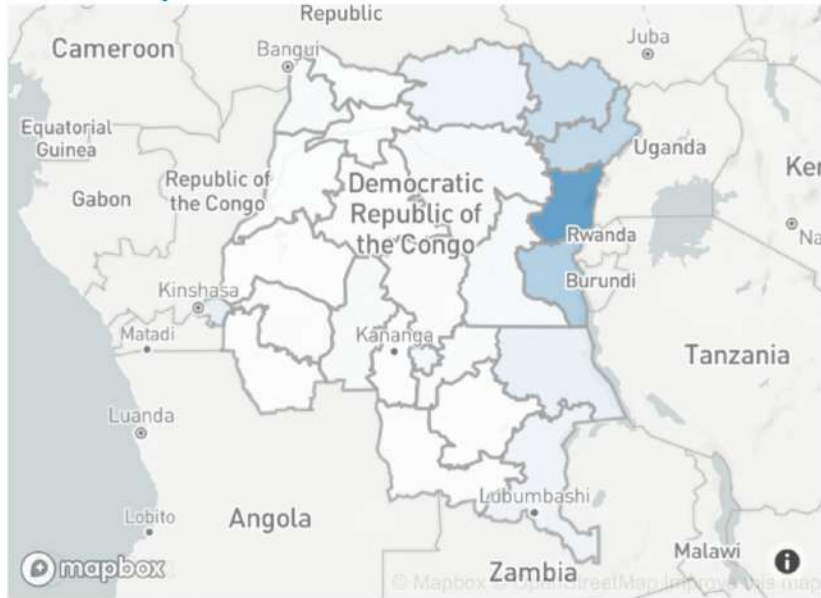 Republic
Cameroon
Bangui
Juba
Equatorial
Guinea
Uganda
Gabon
Republic of
the Congo
Democratic
Republic of
the Congo
Ker
Rwanda
Na
Burundi
Kinshasa
Matadi
Kananga
Tanzania
Luanda
Lubumbashi
Lobito
Angola
Malawi
mapbox
Zambia
© Mapbox © OpenStreetMap Improve this map